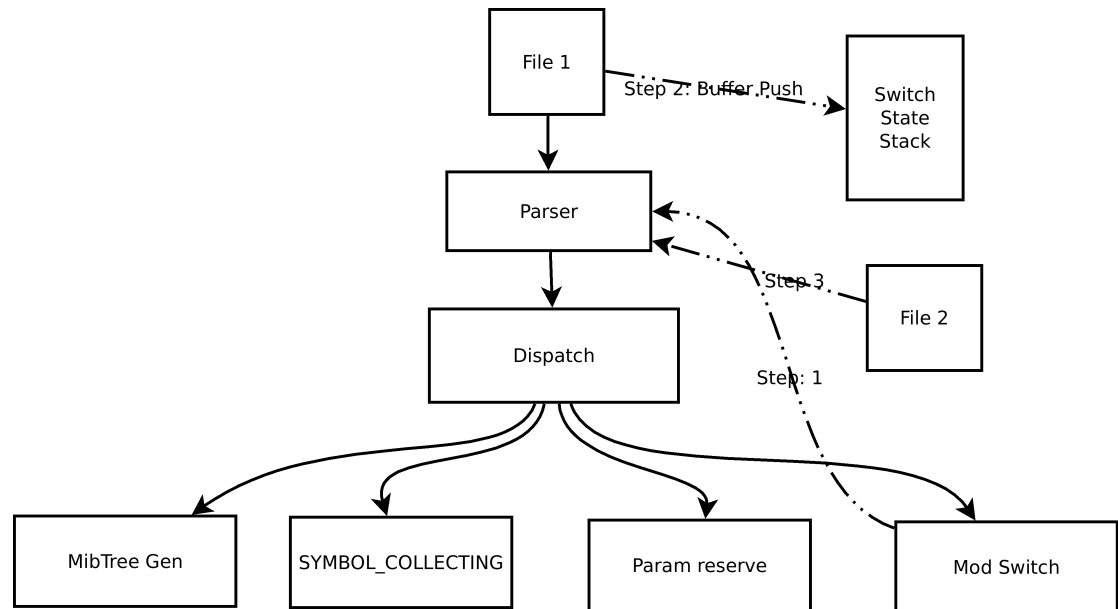 File 1
Step 2: Buffer Push
Switch
State
Stack
Parser
Step 3
File 2
Dispatch
Step: 1
MibTree Gen
SYMBOL_COLLECTING
Param reserve
Mod Switch